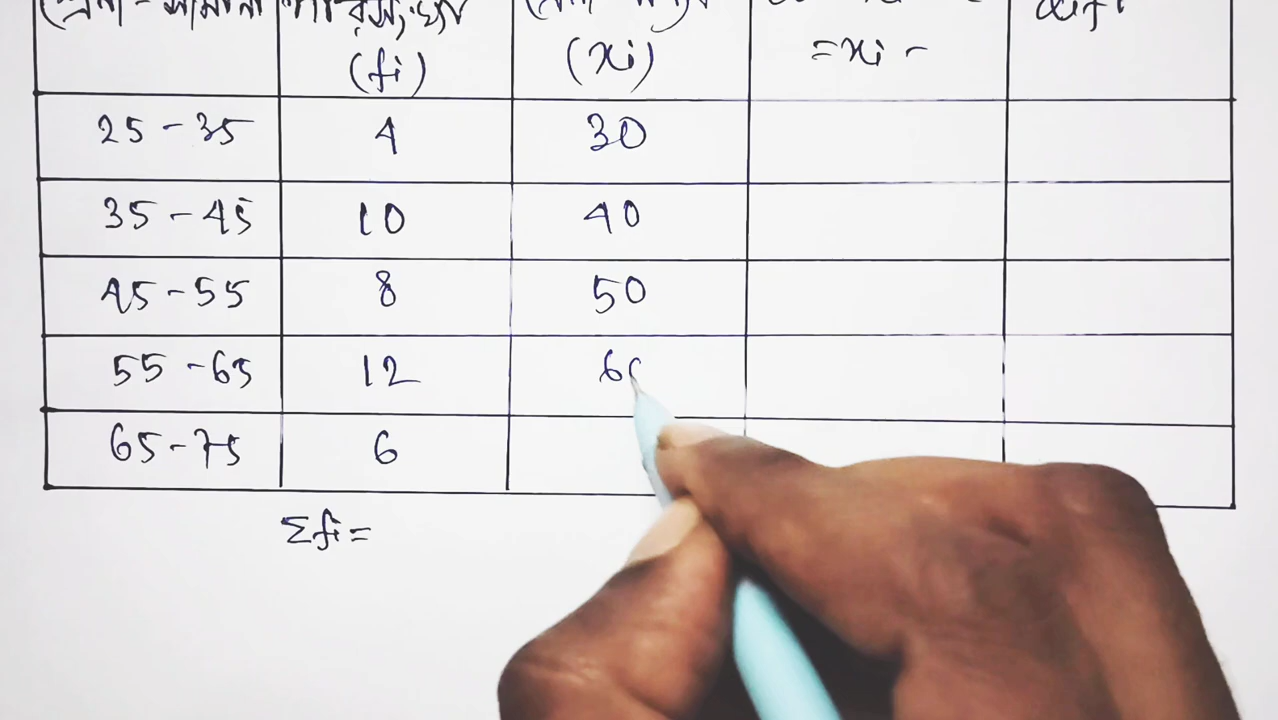 (fi) (xi) =xi –
25 – 35 4 30
35 – 45 10 40
45 – 55 8 50
55 – 65 12 60
65 – 75 6
Σfi =